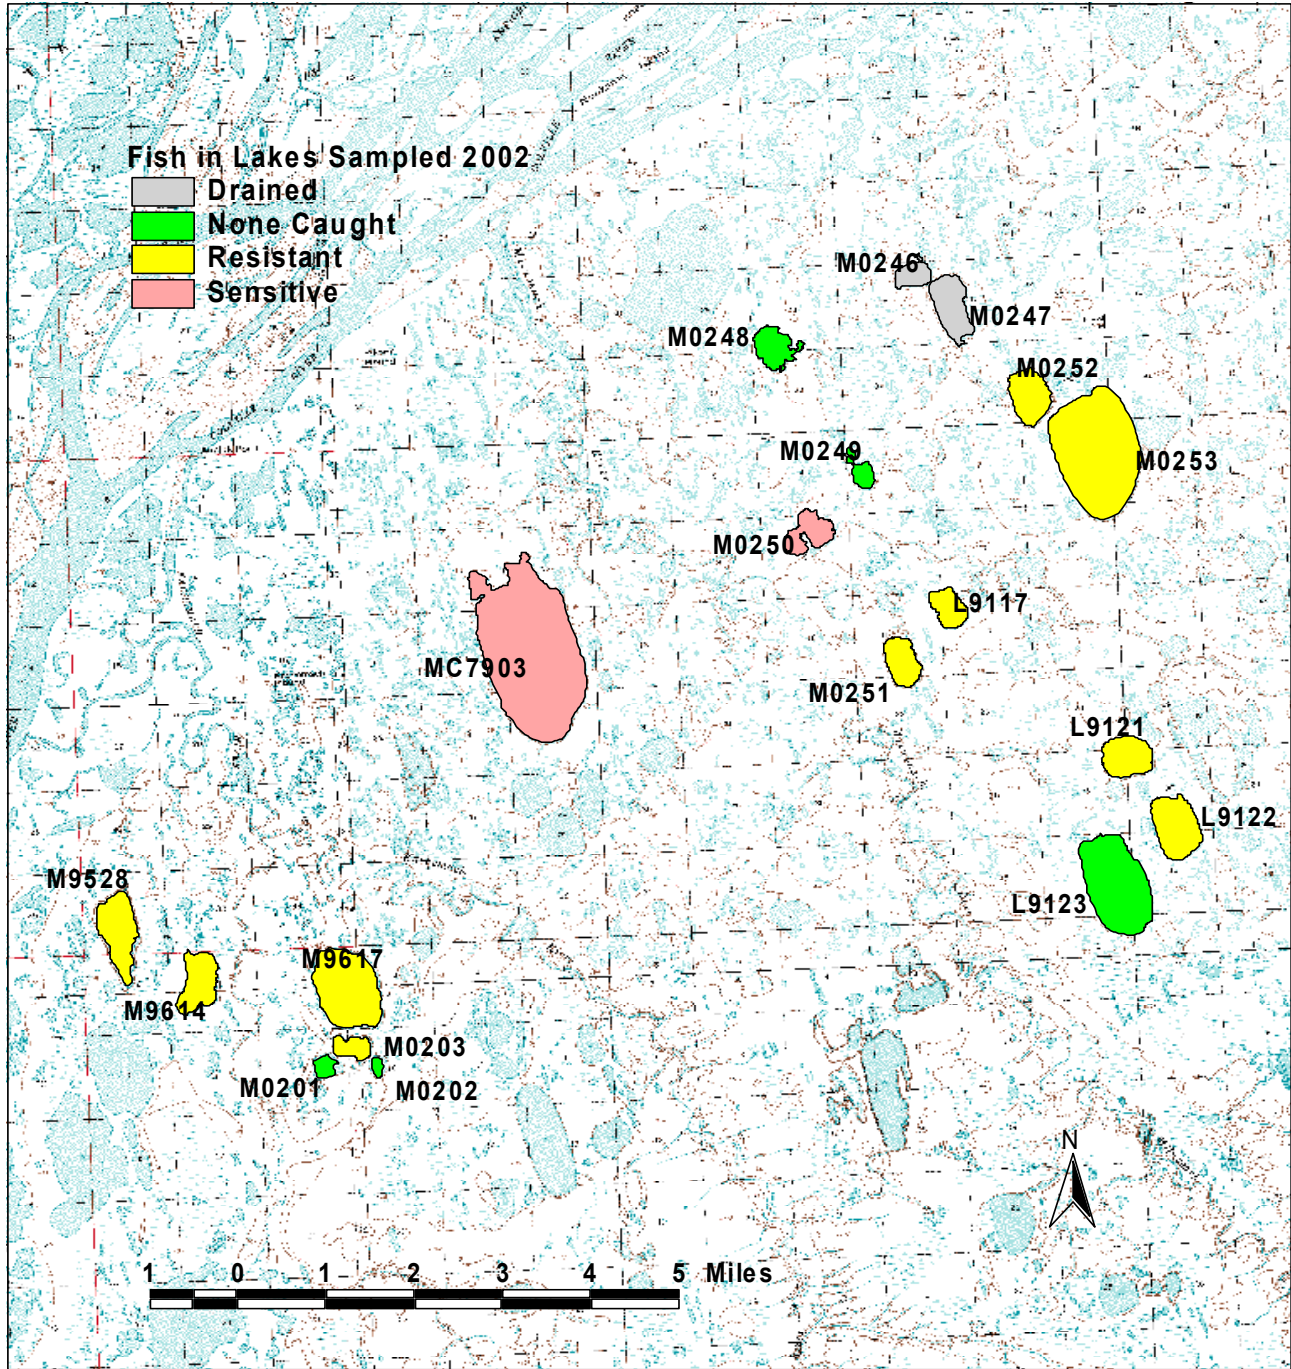 Fish in Lakes Sampled 2002
Drained
None Caught
Resistant
Sensitive
M0246
M0247
M0248
M0252
M0249
M0253
M0250
L9117
MC7903
M0251
L9121
L9122
M9528
L9123
M9617
M9614
M0203
M0201
M0202
N
1 0 1 2 3 4 5 Miles